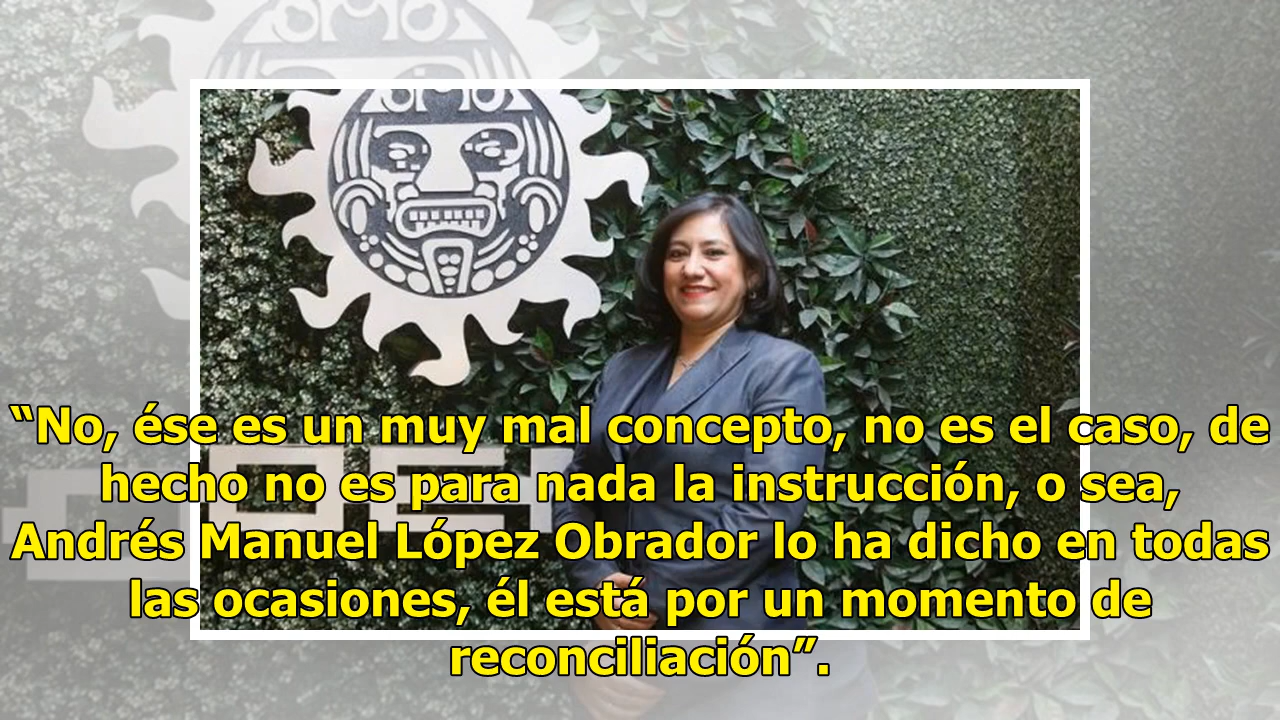 “No, ése es un muy mal concepto, no es el caso, de
hecho no es para nada la instrucción, o sea,
Andrés Manuel López Obrador lo ha dicho en todas
las ocasiones, él está por un momento de
reconciliación”.